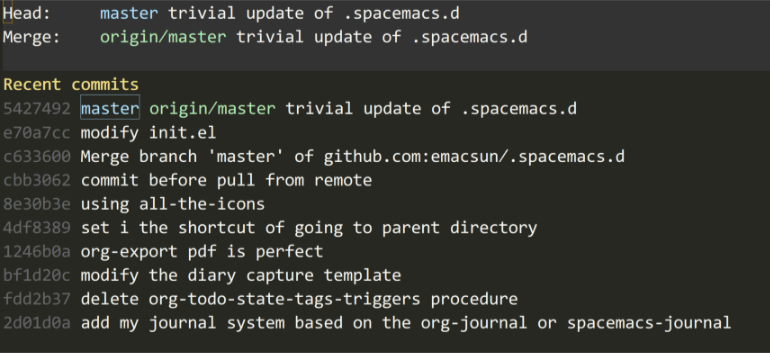 Head:     master trivial update of .spacemacs.d
Merge:    origin/master trivial update of .spacemacs.d
Recent commits
5427492 master origin/master trivial update of .spacemacs.d
e70a7cc modify init.el
c633600 Merge branch 'master' of github.com:emacsun/.spacemacs.d
cbb3062 commit before pull from remote
8e30b3e using all-the-icons
4df8389 set i the shortcut of going to parent directory
1246b0a org-export pdf is perfect
bf1d20c modify the diary capture template
fdd2b37 delete org-todo-state-tags-triggers procedure
2d01d0a add my journal system based on the org-journal or spacemacs-journal